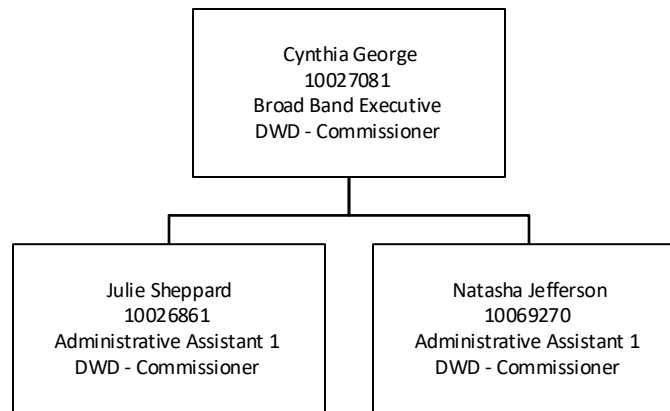 Cynthia George
10027081
Broad Band Executive
DWD - Commissioner
Julie Sheppard
10026861
Administrative Assistant 1
DWD - Commissioner
Natasha Jefferson
10069270
Administrative Assistant 1
DWD - Commissioner